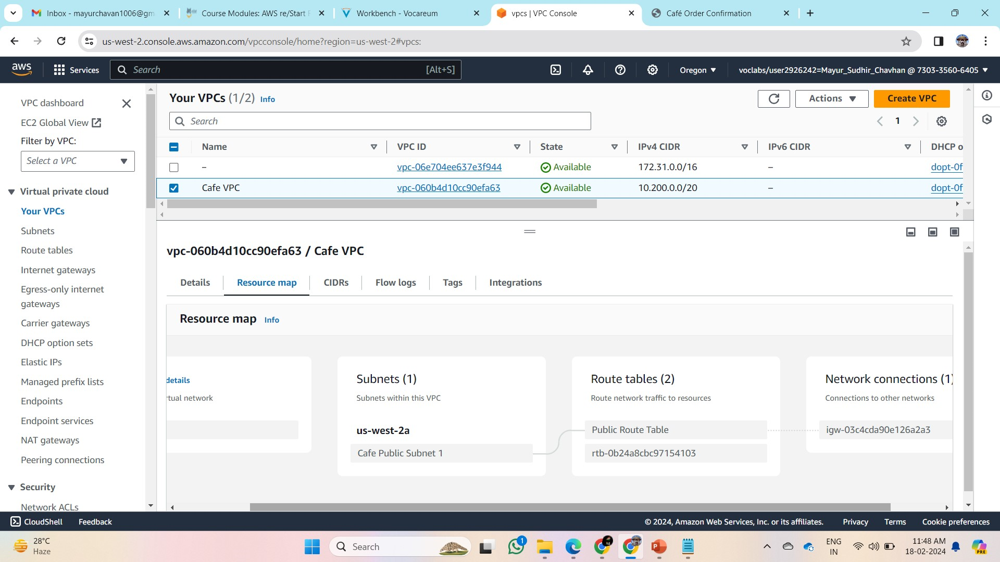 Inbox - mayurchavan1006@gm
Course Modules: AWS re/Start
Workbench - Vocareum
vpcs | VPC Console
Café Order Confirmation
us-west-2.console.aws.amazon.com/vpcconsole/home?region=us-west-2#vpcs:
aws
Services
Search
[Alt+S]
Oregon
voclabs/user2926242=Mayur_Sudhir_Chavhan @ 7303-3560-6405
VPC dashboard
EC2 Global View
Filter by VPC:
Select a VPC
Virtual private cloud
Your VPCs
Subnets
Route tables
Internet gateways
Egress-only internet
gateways
Carrier gateways
DHCP option sets
Elastic IPs
Managed prefix lists
Endpoints
Endpoint services
NAT gateways
Peering connections
Security
Network ACLs
Your VPCs (1/2) Info
Actions
Create VPC
Search
1
Name VPC ID State IPv4 CIDR IPv6 CIDR DHCP o
– vpc-06e704ee637e3f944 Available 172.31.0.0/16 – dopt-0f
Cafe VPC vpc-060b4d10cc90efa63 Available 10.200.0.0/20 – dopt-0f
vpc-060b4d10cc90efa63 / Cafe VPC
Details Resource map CIDRs Flow logs Tags Integrations
Resource map Info
details
tual network
Subnets (1)
Subnets within this VPC
us-west-2a
Cafe Public Subnet 1
Route tables (2)
Route network traffic to resources
Public Route Table
rtb-0b24a8cbc97154103
Network connections (1)
Connections to other networks
igw-03c4cda90e126a2a3
CloudShell Feedback
© 2024, Amazon Web Services, Inc. or its affiliates. Privacy Terms Cookie preferences
28°C
Haze
Search
1
ENG
IN
11:48 AM
18-02-2024
PRE